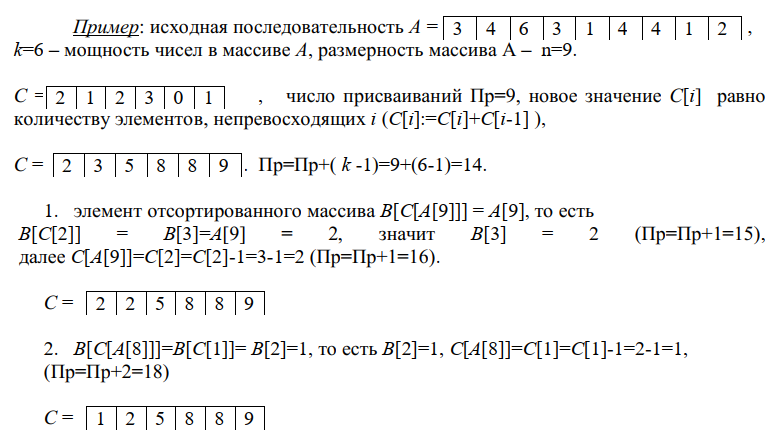 Пример: исходная последовательность A = 3 4 6 3 1 4 4 1 2 ,
k=6 – мощность чисел в массиве A, размерность массива А – n=9.
C = 2 1 2 3 0 1 , число присваиваний Пр=9, новое значение C[i] равно
количеству элементов, непревосходящих i (C[i]:=C[i]+C[i-1] ),
C = 2 3 5 8 8 9 . Пр=Пр+( k -1)=9+(6-1)=14.
1. элемент отсортированного массива B[C[A[9]]] = A[9], то есть
B[C[2]] = B[3]=A[9] = 2, значит B[3] = 2 (Пр=Пр+1=15),
далее C[A[9]]=C[2]=C[2]-1=3-1=2 (Пр=Пр+1=16).
C = 2 2 5 8 8 9
2. B[C[A[8]]]=B[C[1]]= B[2]=1, то есть B[2]=1, C[A[8]]=C[1]=C[1]-1=2-1=1,
(Пр=Пр+2=18)
C = 1 2 5 8 8 9